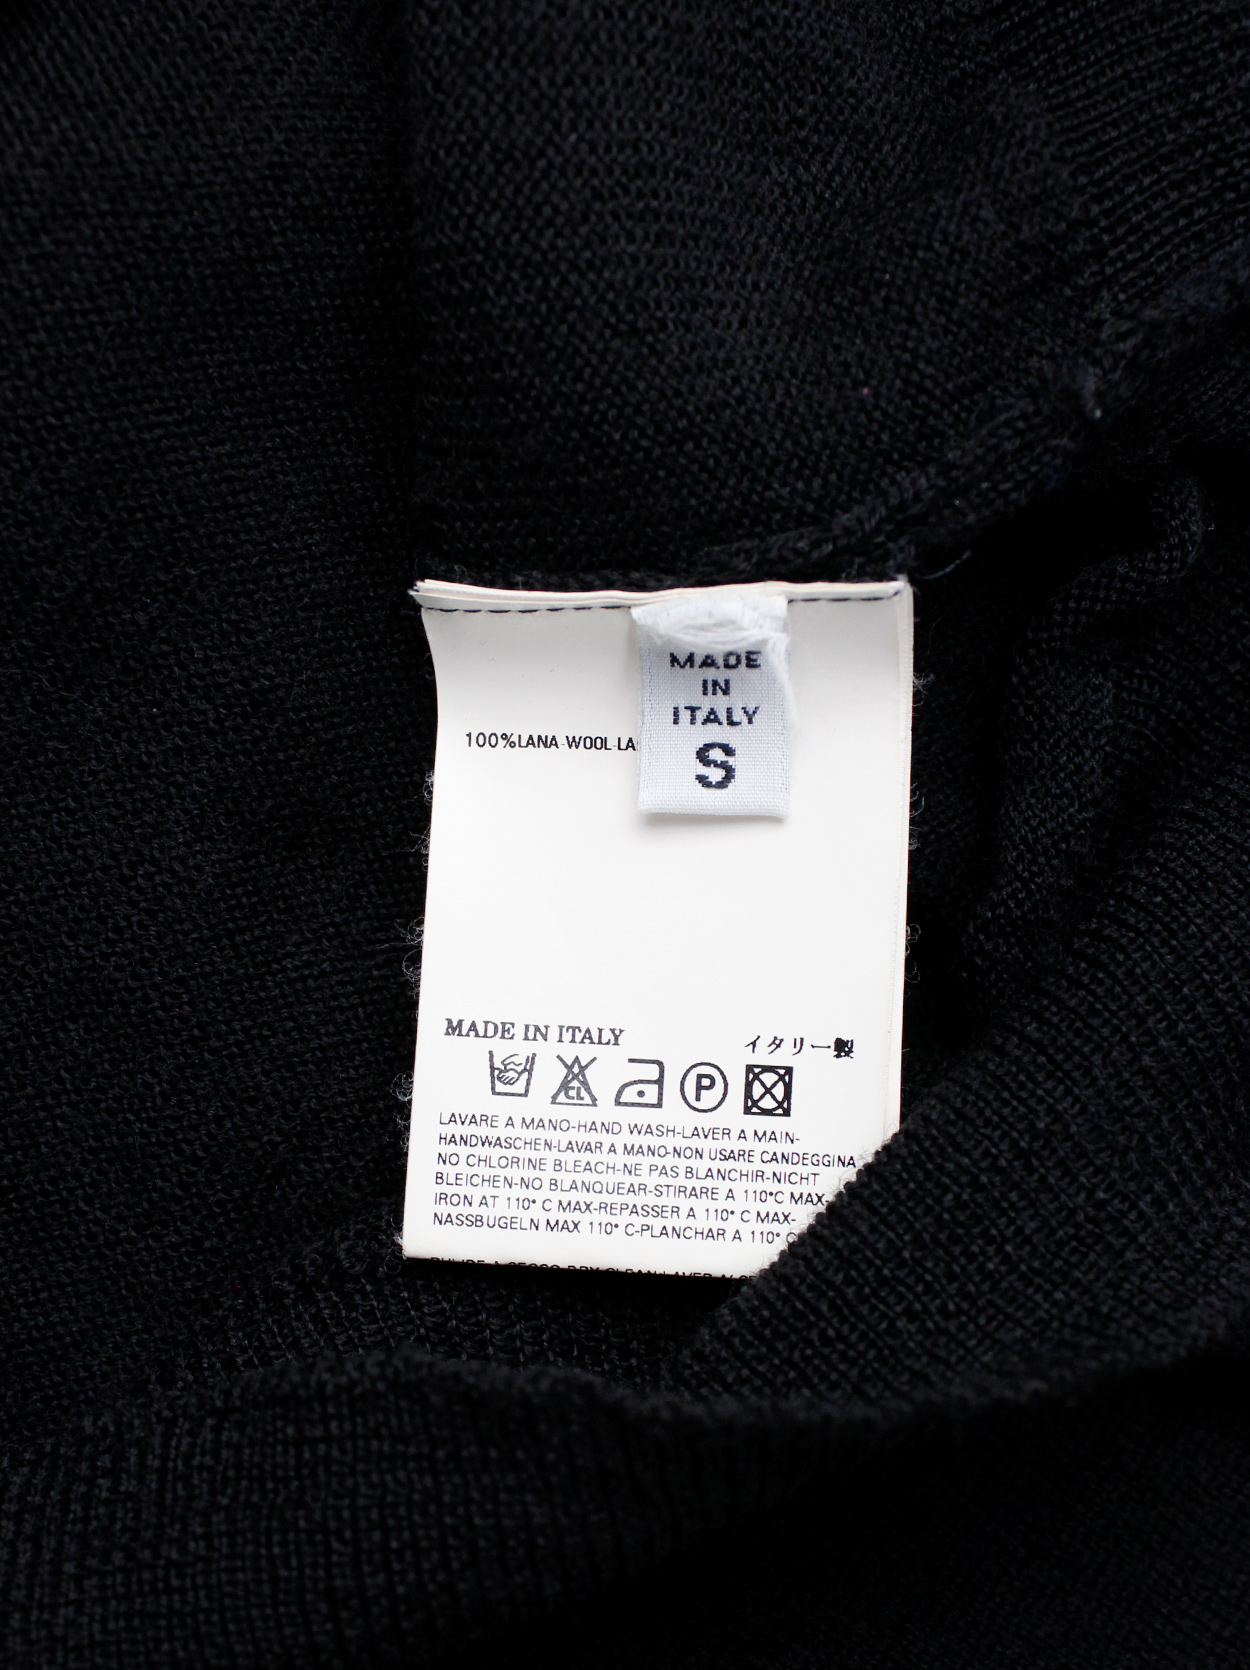 MADE
IN
ITALY
S
100%LANA-WOOL-LA
MADE IN ITALY
イタリー製
CL
P
LAVARE A MANO-HAND WASH-LAVER A MAIN-
HANDWASCHEN-LAVAR A MANO-NON USARE CANDEGGINA
NO CHLORINE BLEACH-NE PAS BLANCHIR-NICHT
BLEICHEN-NO BLANQUEAR-STIRARE A 110°C MAX-
IRON AT 110° C MAX-REPASSER A 110° C MAX-
NASSBUGELN MAX 110° C-PLANCHAR A 110° C